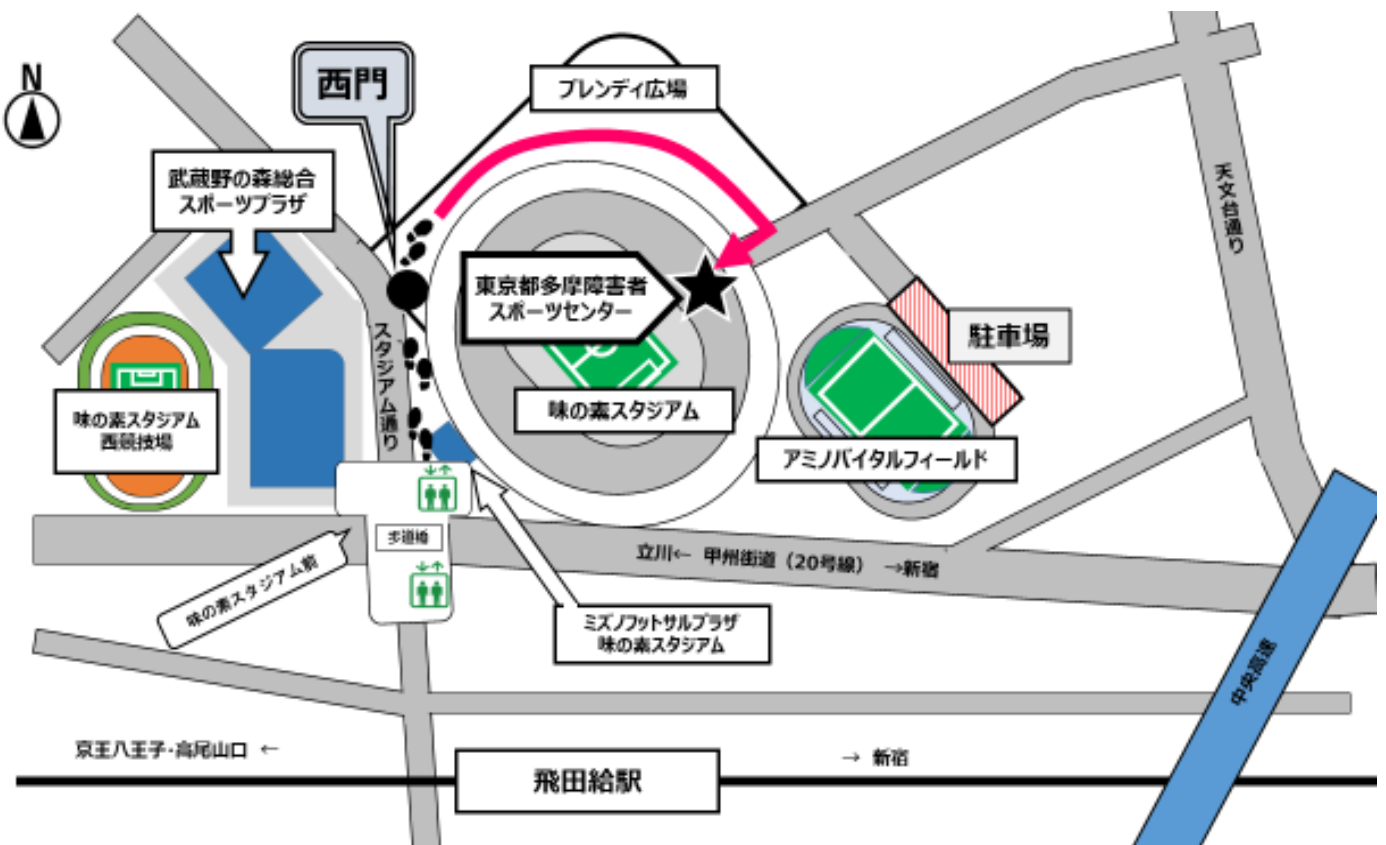 N
西門
ブレンディ広場
武蔵野の森総合
スポーツプラザ
天文台通り
東京都多摩障害者
スポーツセンター
駐車場
スタジアム通り
味の素スタジアム
西競技場
味の素スタジアム
アミノバイタルフィールド
歩道橋
立川← 甲州街道（20号線） →新宿
味の素スタジアム前
ミズノフットサルプラザ
味の素スタジアム
中央高速
京王八王子・高尾山口 ←
→ 新宿
飛田給駅